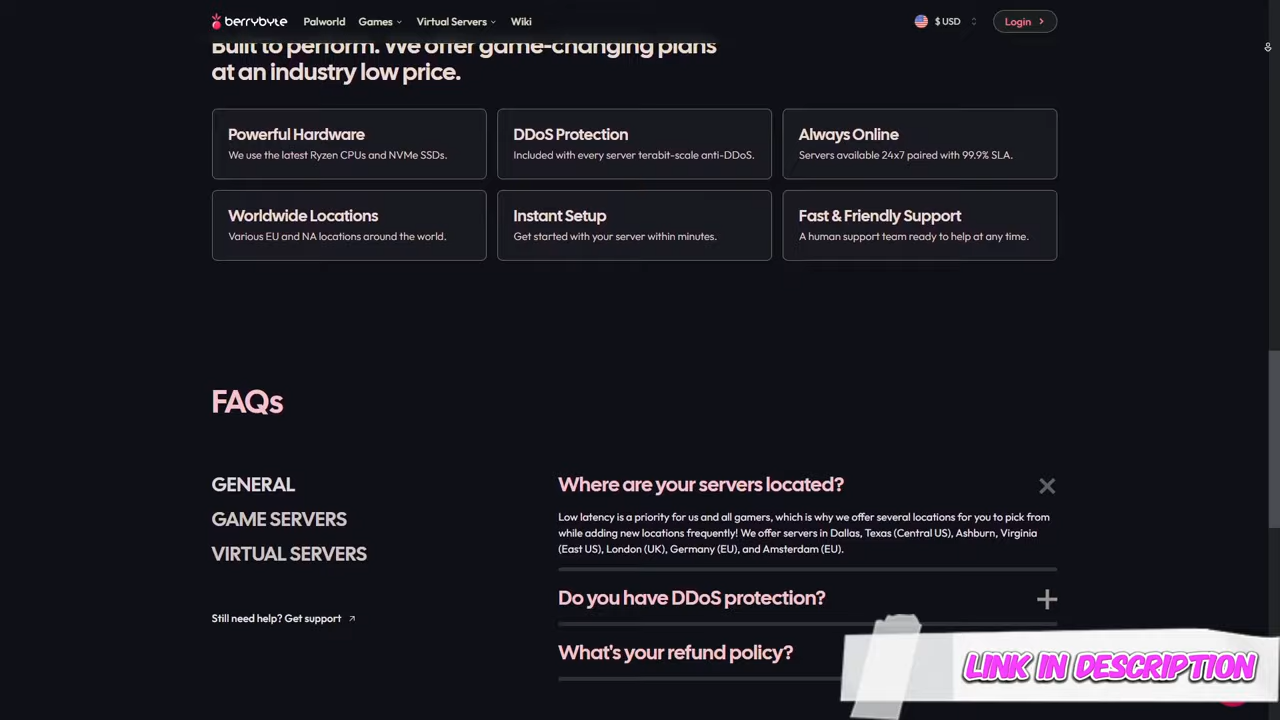 berrybyte Palworld Games Virtual Servers Wiki $ USD Login
Built to perform. We offer game-changing plans
at an industry low price.
Powerful Hardware
We use the latest Ryzen CPUs and NVMe SSDs.
DDoS Protection
Included with every server terabit-scale anti-DDoS.
Always Online
Servers available 24x7 paired with 99.9% SLA.
Worldwide Locations
Various EU and NA locations around the world.
Instant Setup
Get started with your server within minutes.
Fast & Friendly Support
A human support team ready to help at any time.
FAQs
GENERAL
GAME SERVERS
VIRTUAL SERVERS
Still need help? Get support
Where are your servers located?
Low latency is a priority for us and all gamers, which is why we offer several locations for you to pick from
while adding new locations frequently! We offer servers in Dallas, Texas (Central US), Ashburn, Virginia
(East US), London (UK), Germany (EU), and Amsterdam (EU).
Do you have DDoS protection?
What's your refund policy?
LINK IN DESCRIPTION